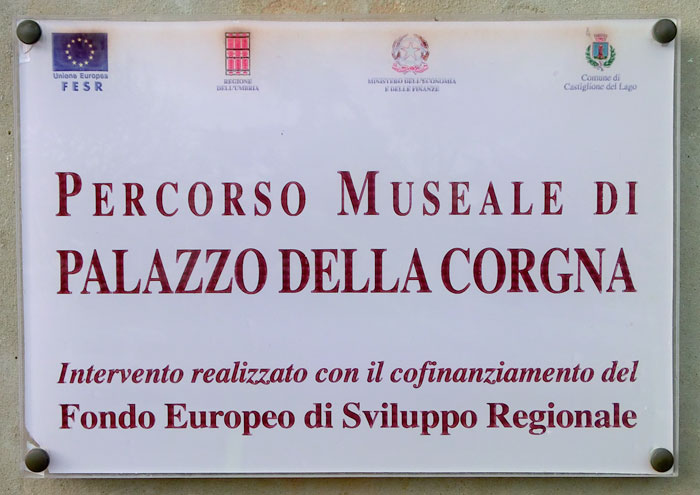 Unione Europea
FESR
REGIONE
DELL'UMBRIA
MINISTERO DELL'ECONOMIA
E DELLE FINANZE
Comune di
Castiglione del Lago
PERCORSO MUSEALE DI
PALAZZO DELLA CORGNA
Intervento realizzato con il cofinanziamento del
Fondo Europeo di Sviluppo Regionale